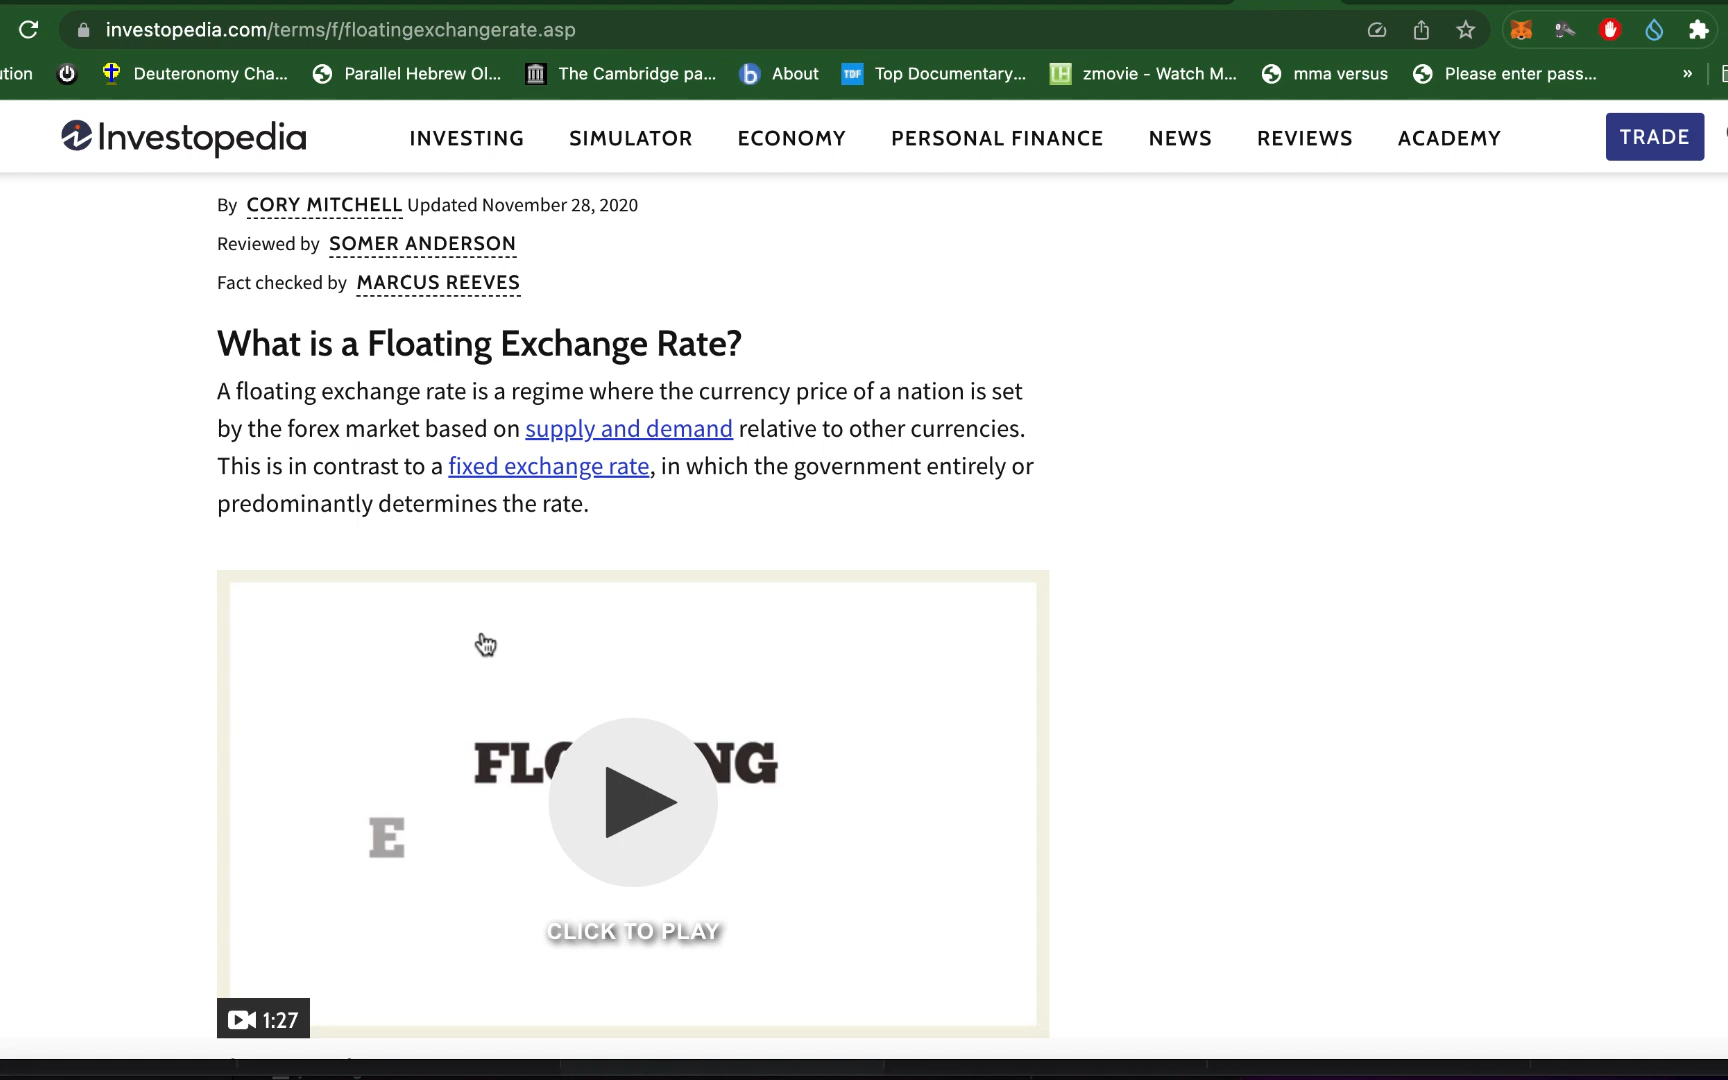 investopedia.com/terms/f/floatingexchangerate.asp
ution Deuteronomy Cha... Parallel Hebrew Ol... The Cambridge pa... b About TDF Top Documentary... zmovie - Watch M... mma versus Please enter pass... »
Investopedia INVESTING SIMULATOR ECONOMY PERSONAL FINANCE NEWS REVIEWS ACADEMY TRADE
By CORY MITCHELL Updated November 28, 2020
Reviewed by SOMER ANDERSON
Fact checked by MARCUS REEVES
What is a Floating Exchange Rate?
A floating exchange rate is a regime where the currency price of a nation is set
by the forex market based on supply and demand relative to other currencies.
This is in contrast to a fixed exchange rate, in which the government entirely or
predominantly determines the rate.
E
CLICK TO PLAY
1:27